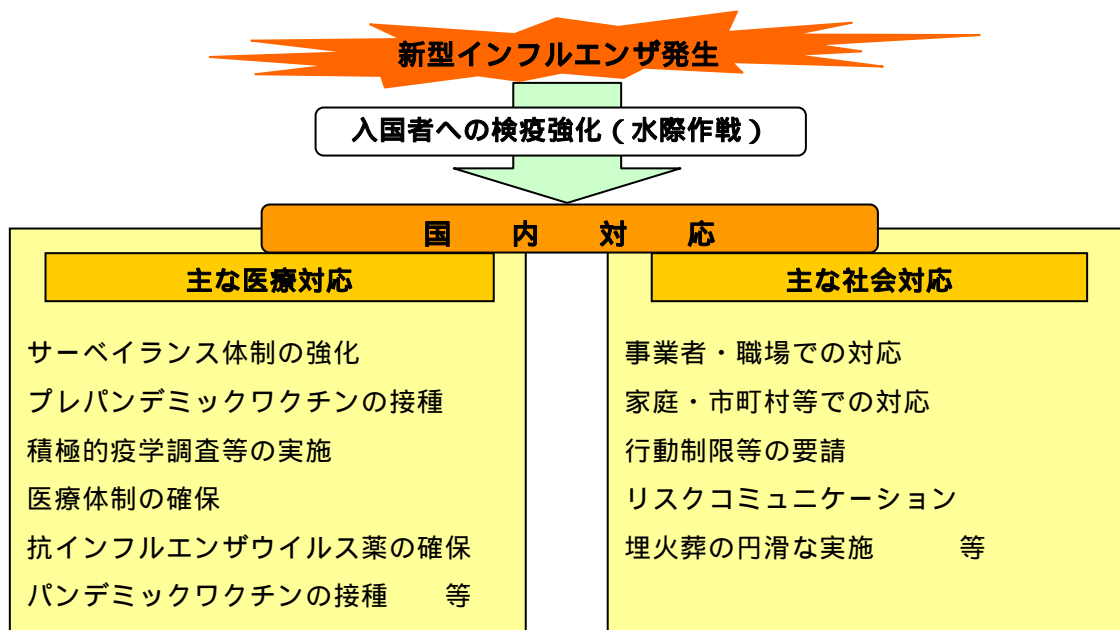 新型インフルエンザ発生
入国者への検疫強化(水際作戦)
国 内 対 応
主な医療対応
サーベイランス体制の強化
プレパンデミックワクチンの接種
積極的疫学調査等の実施
医療体制の確保
抗インフルエンザウイルス薬の確保
パンデミックワクチンの接種 等
主な社会対応
事業者・職場での対応
家庭・市町村等での対応
行動制限等の要請
リスクコミュニケーション
埋火葬の円滑な実施 等